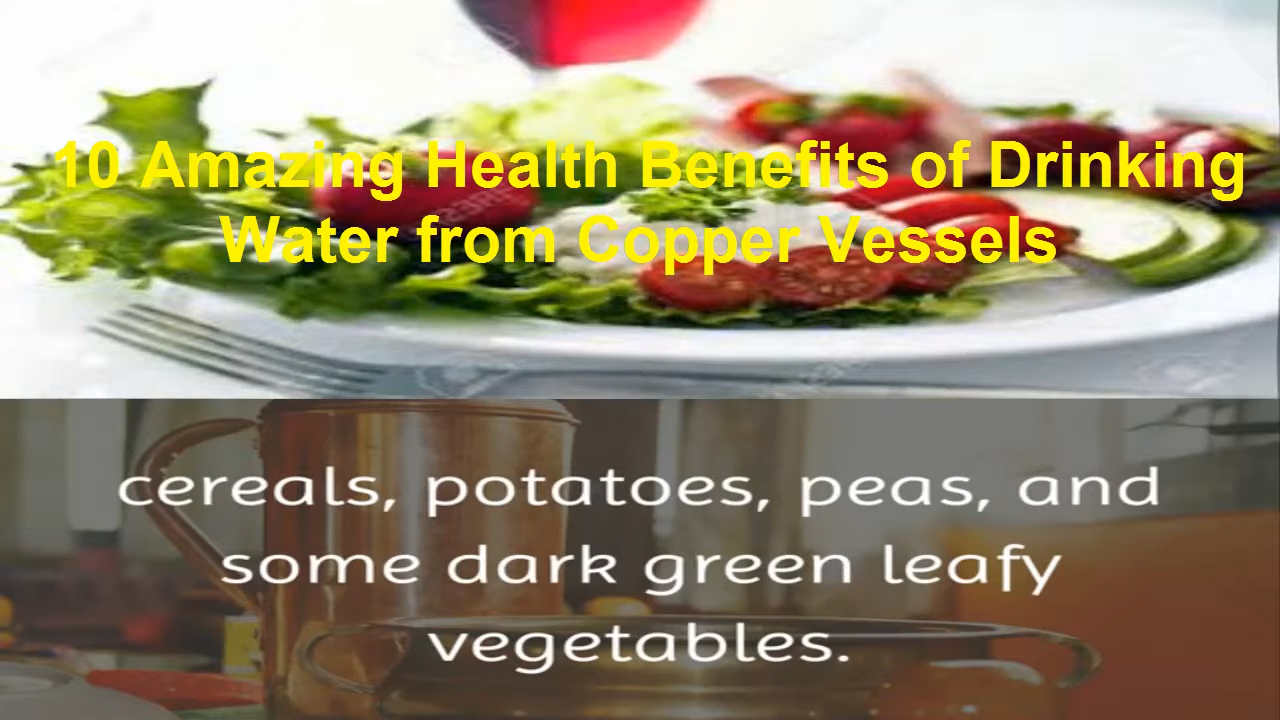 10 Amazing Health Benefits of Drinking
Water from Copper Vessels
cereals, potatoes, peas, and
some dark green leafy
vegetables.